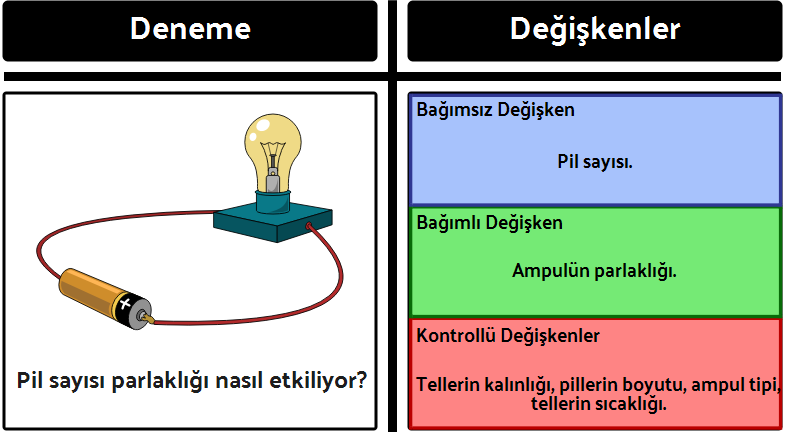 Deneme
Pil sayısı parlaklığı nasıl etkiliyor?
Değişkenler
Bağımsız Değişken
Pil sayısı.
Bağımlı Değişken
Ampulün parlaklığı.
Kontrollü Değişkenler
Tellerin kalınlığı, pillerin boyutu, ampul tipi,
tellerin sıcaklığı.